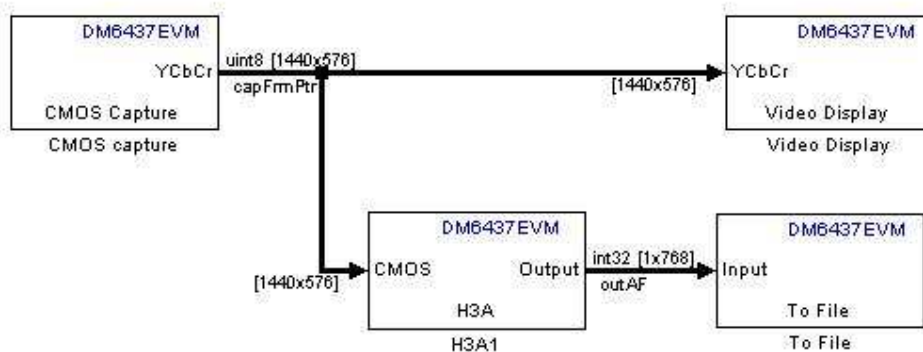 DM6437EVM
YCbCr
CMOS Capture
CMOS capture
uint8 [1440x576]
capFrmPtr
[1440x576]
DM6437EVM
YCbCr
Video Display
Video Display
[1440x576]
DM6437EVM
CMOS
Output
H3A
H3A1
int32 [1x768]
outAF
DM6437EVM
Input
To File
To File